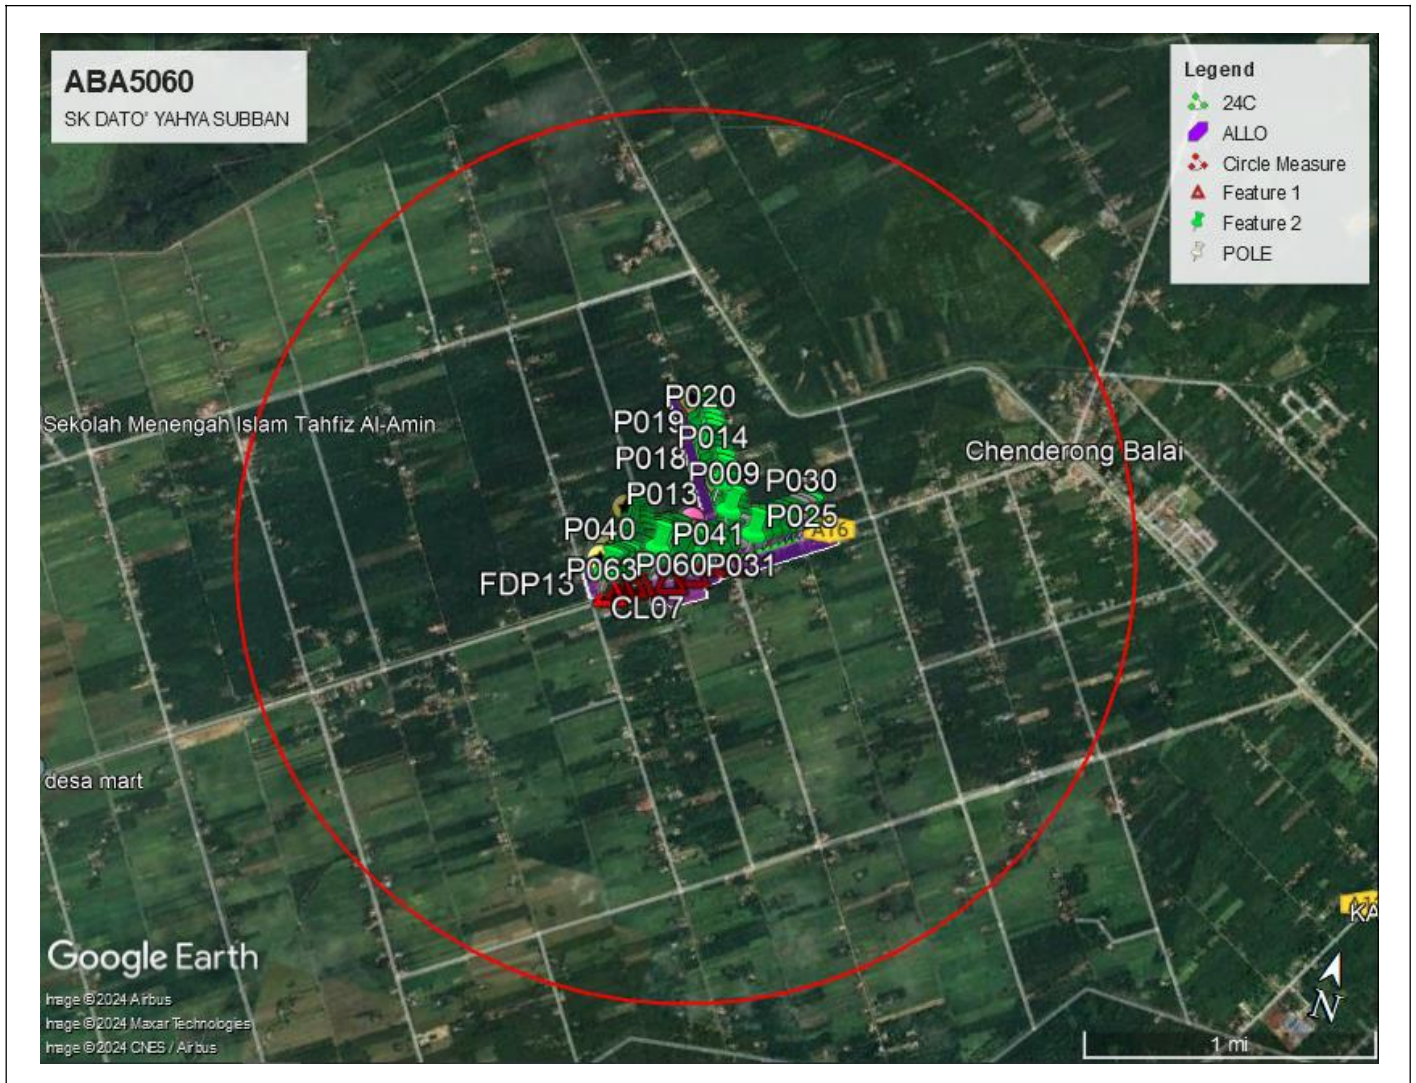 ABA5060
SK DATO' YAHYA SUBBAN
Legend
24C
ALLO
Circle Measure
Feature 1
Feature 2
POLE
P020
P019
P014
Sekolah Menengah Islam Tahfiz Al-Amin
Chenderong Balai
P018
P009
P030
P013
P025
P040
P041
A16
P063
P060
P031
FDP13
CL07
desa mart
KA
Google Earth
Image © 2024 Airbus
Image © 2024 Maxar Technologies
Image © 2024 CNES / Airbus
N
1 mi